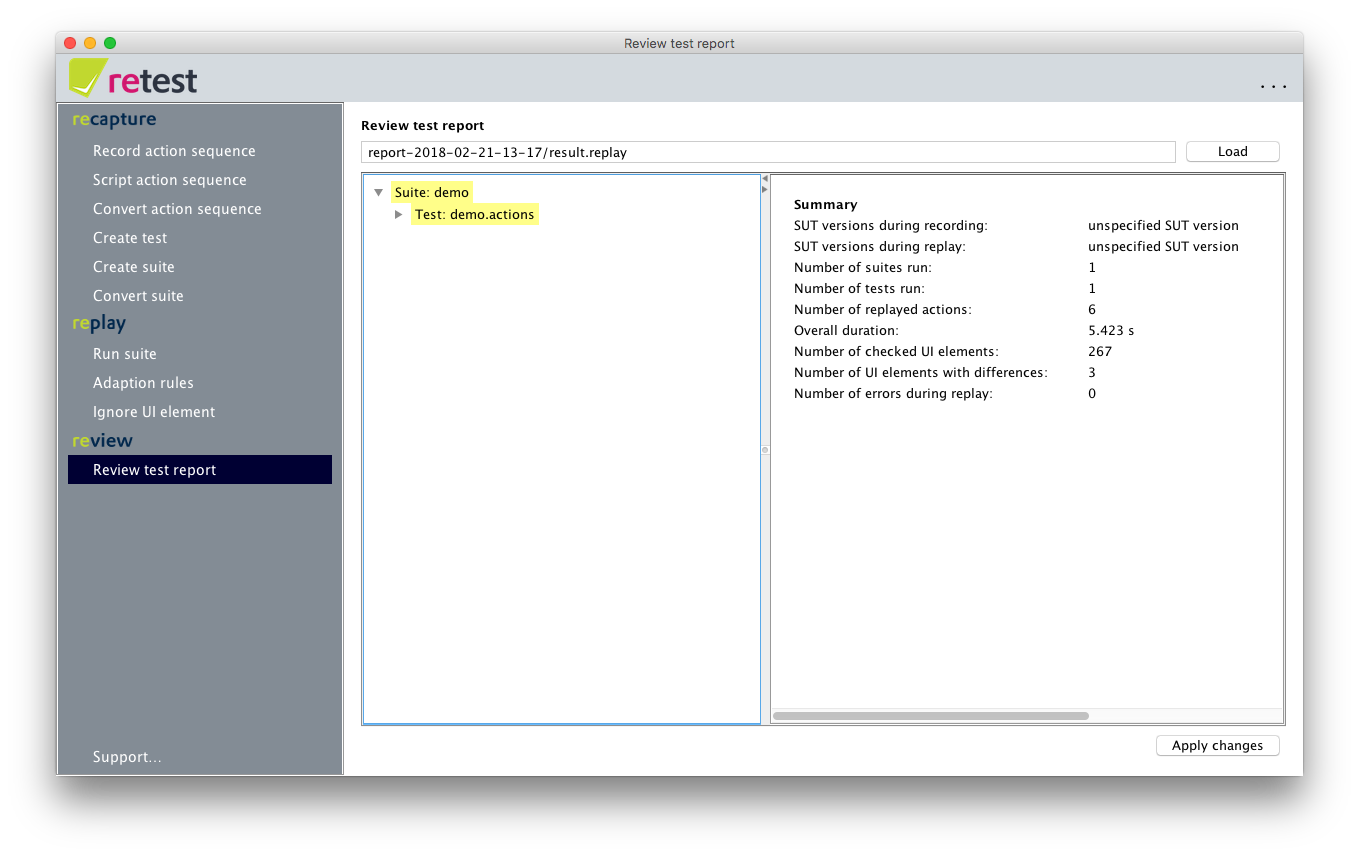 Review test report
retest
...
recapture
Record action sequence
Script action sequence
Convert action sequence
Create test
Create suite
Convert suite
replay
Run suite
Adaption rules
Ignore UI element
review
Review test report
Support...
Review test report
report-2018-02-21-13-17/result.replay
Load
Suite: demo
Test: demo.actions
Summary
SUT versions during recording: unspecified SUT version
SUT versions during replay: unspecified SUT version
Number of suites run: 1
Number of tests run: 1
Number of replayed actions: 6
Overall duration: 5.423 s
Number of checked UI elements: 267
Number of UI elements with differences: 3
Number of errors during replay: 0
Apply changes